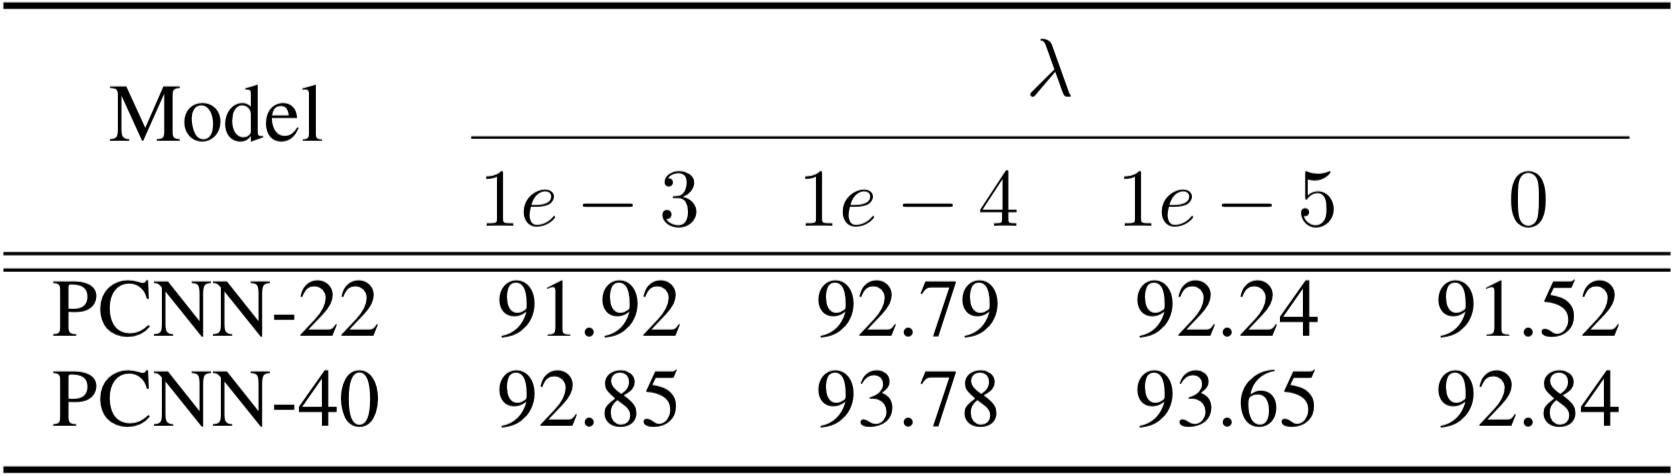 Model λ
1e − 3 1e − 4 1e − 5 0
PCNN-22 91.92 92.79 92.24 91.52
PCNN-40 92.85 93.78 93.65 92.84